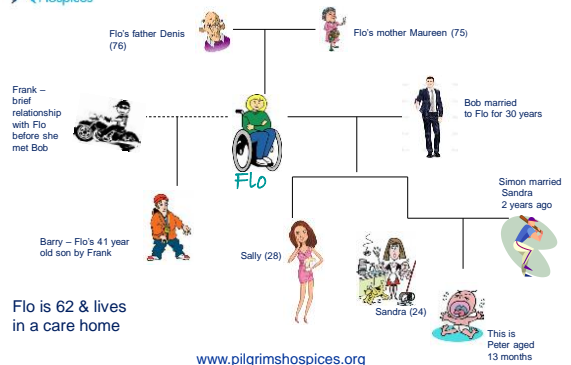 Hospices
Flo's father Denis
(76)
Flo's mother Maureen (75)
Frank –
brief
relationship
with Flo
before she
met Bob
Bob married
to Flo for 30 years
Flo
Simon married
Sandra
2 years ago
Barry – Flo's 41 year
old son by Frank
Sally (28)
Sandra (24)
Flo is 62 & lives
in a care home
This is
Peter aged
13 months
www.pilgrimshospices.org